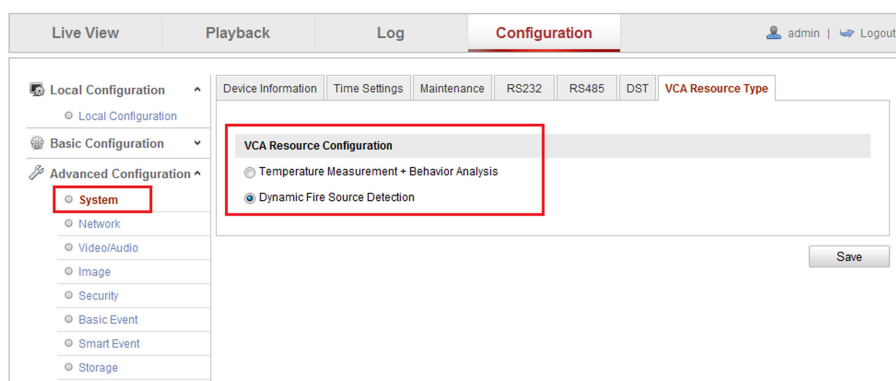 Live View Playback Log Configuration admin | Logout
Local Configuration
Local Configuration
Basic Configuration
Advanced Configuration
System
Network
Video/Audio
Image
Security
Basic Event
Smart Event
Storage
Device Information Time Settings Maintenance RS232 RS485 DST VCA Resource Type
VCA Resource Configuration
Temperature Measurement + Behavior Analysis
Dynamic Fire Source Detection
Save